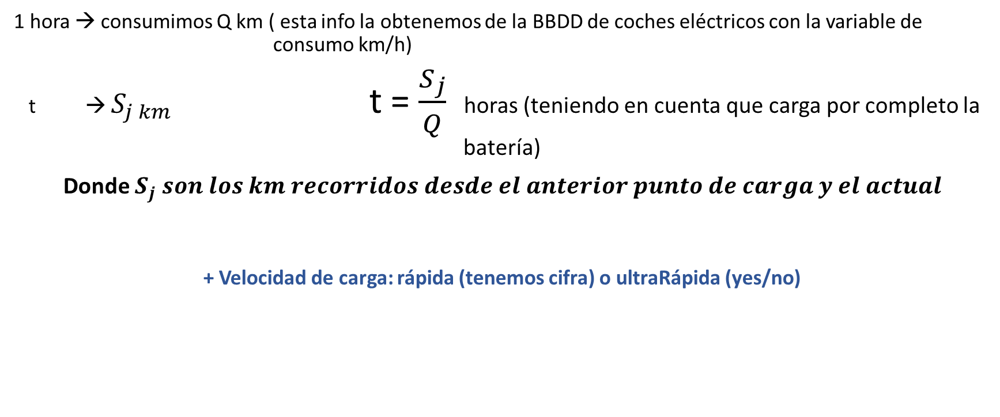 1 hora → consumimos Q km ( esta info la obtenemos de la BBDD de coches eléctricos con la variable de
consumo km/h)
t → S_j km t = S_j / Q horas (teniendo en cuenta que carga por completo la
batería)
Donde S_j son los km recorridos desde el anterior punto de carga y el actual
+ Velocidad de carga: rápida (tenemos cifra) o ultraRápida (yes/no)